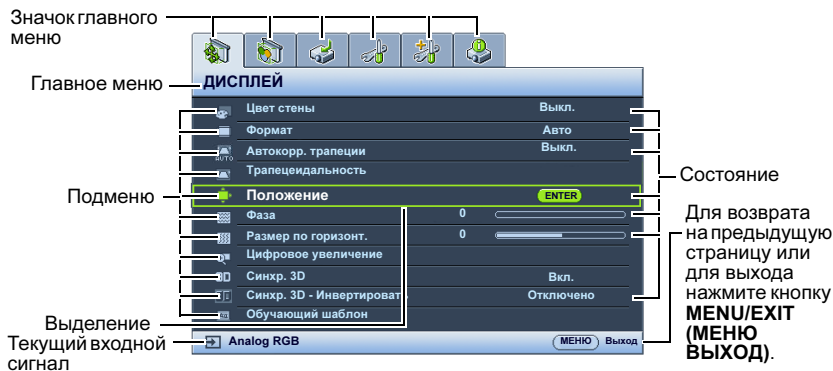 Значок главного
меню
Главное меню
ДИСПЛЕЙ
Цвет стены Выкл.
Формат Авто
AUTO Автокорр. трапеции Выкл.
Трапецеидальность
Состояние
Подменю
Положение ENTER
Фаза 0
Размер по горизонт. 0
Цифровое увеличение
3D Синхр. 3D Вкл.
Синхр. 3D - Инвертировать Отключено
Обучающий шаблон
Для возврата
на предыдущую
страницу или
для выхода
нажмите кнопку
MENU/EXIT
(МЕНЮ
ВЫХОД).
Выделение
Текущий входной
сигнал
Analog RGB МЕНЮ Выход